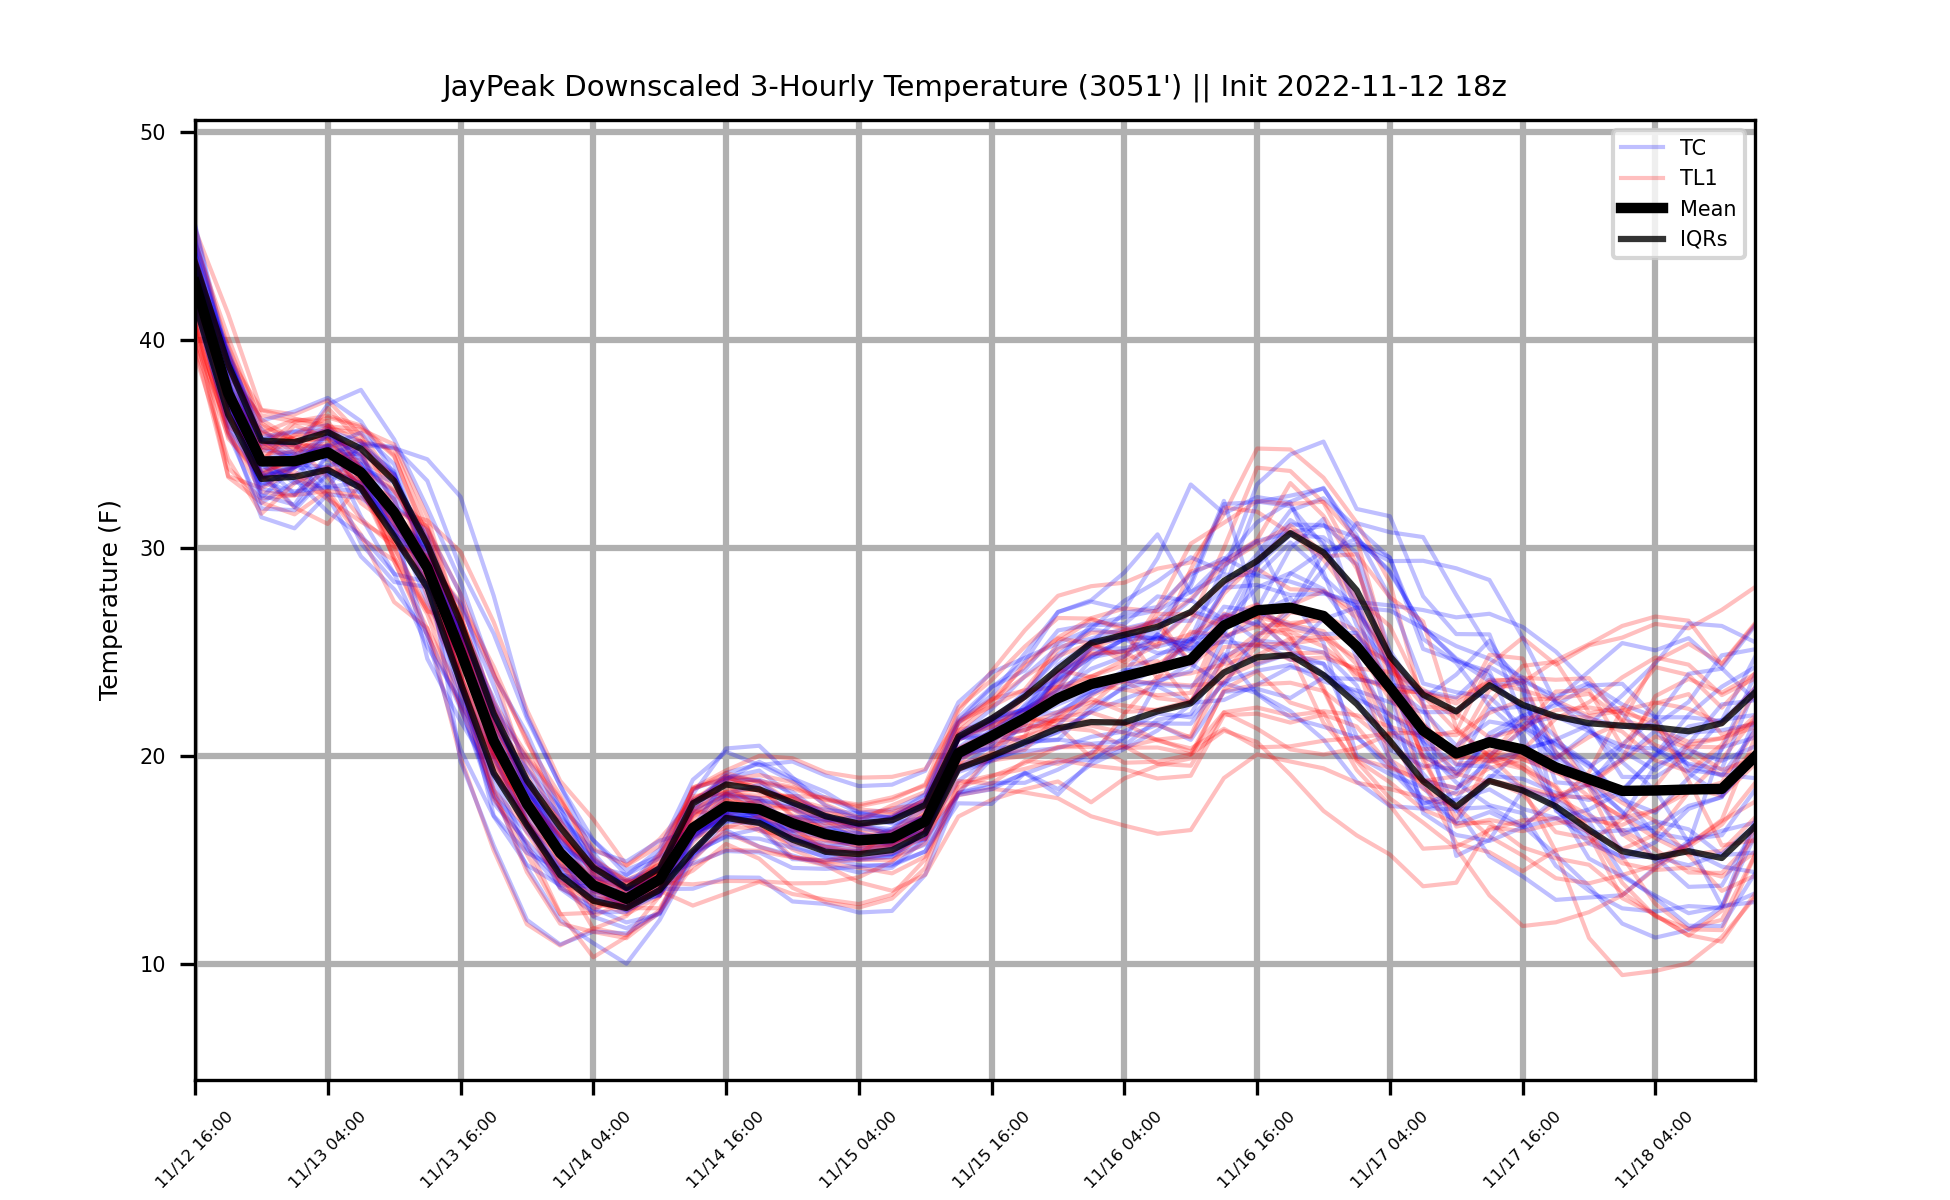 JayPeak Downscaled 3-Hourly Temperature (3051') || Init 2022-11-12 18z
50
40
30
20
10
Temperature (F)
TC
TL1
Mean
IQRs
11/12 16:00
11/13 04:00
11/13 16:00
11/14 04:00
11/14 16:00
11/15 04:00
11/15 16:00
11/16 04:00
11/16 16:00
11/17 04:00
11/17 16:00
11/18 04:00